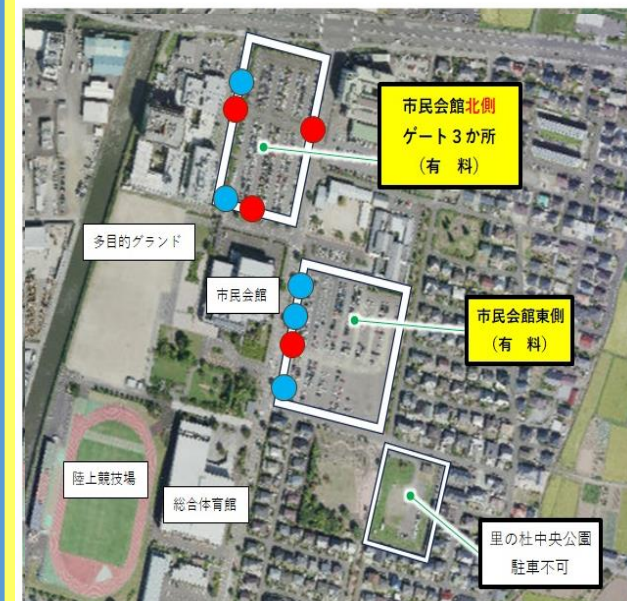 市民会館北側
ゲート３か所
（有　料）
多目的グランド
市民会館
市民会館東側
（有　料）
陸上競技場
総合体育館
里の杜中央公園
駐車不可